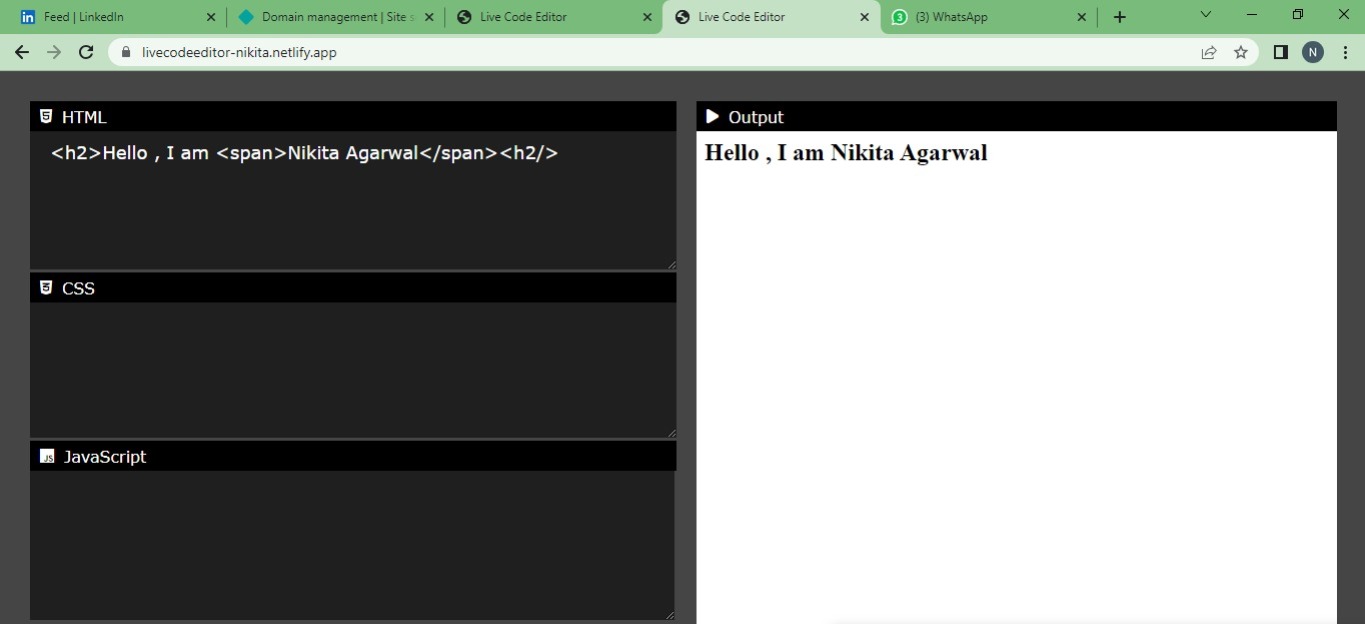 Feed | LinkedIn
Domain management | Site s
Live Code Editor
Live Code Editor
3
(3) WhatsApp
livecodeeditor-nikita.netlify.app
N
HTML
<h2>Hello , I am <span>Nikita Agarwal</span><h2/>
CSS
JS JavaScript
Output
Hello , I am Nikita Agarwal